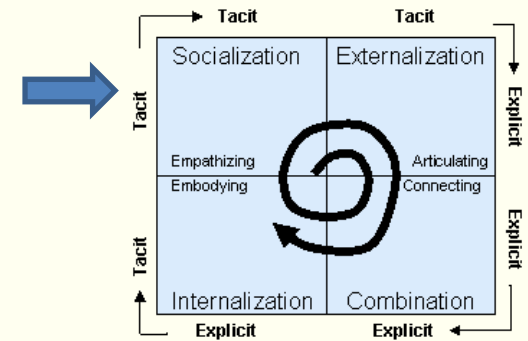 Tacit Tacit
Socialization Externalization
Tacit
Explicit
Empathizing Articulating
Embodying Connecting
Tacit
Explicit
Internalization Combination
Explicit Explicit